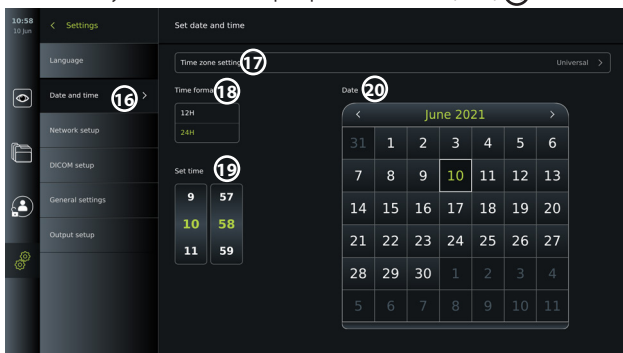 10:58
10 Jun
Settings
Set date and time
Language
Date and time
16
Network setup
DICOM setup
General settings
Output setup
Time zone setting
17
Universal
Time forma
18
12H
24H
Set time
19
9 57
10 58
11 59
Date
20
June 2021
31 1 2 3 4 5 6
7 8 9 10 11 12 13
14 15 16 17 18 19 20
21 22 23 24 25 26 27
28 29 30 1 2 3 4
5 6 7 8 9 10 11